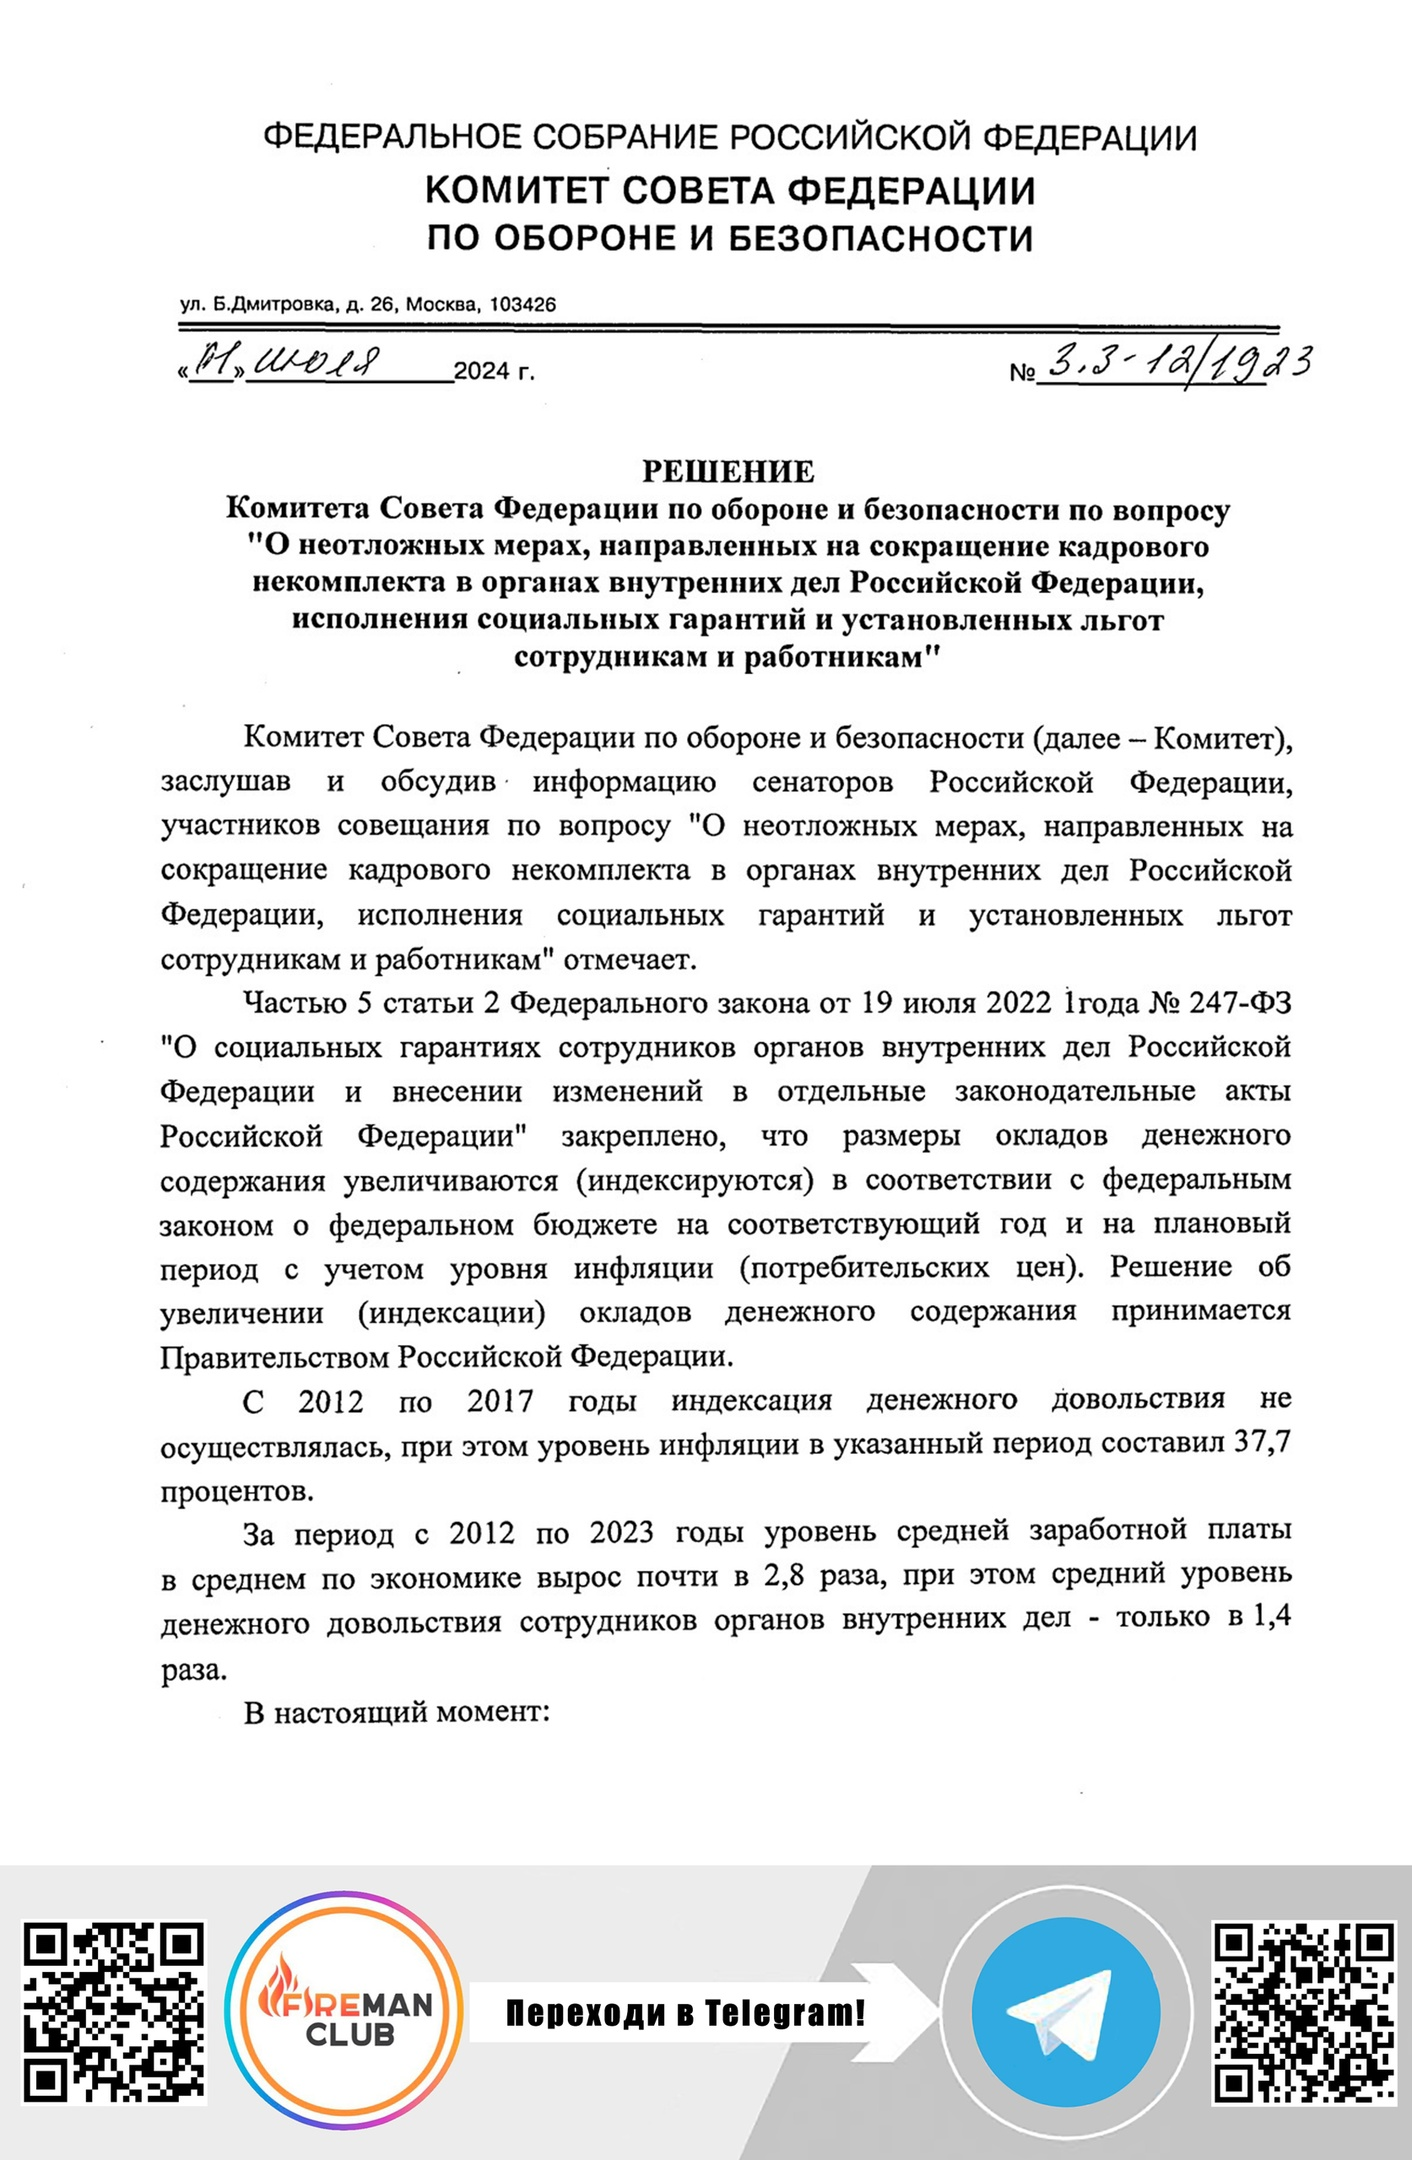 ФЕДЕРАЛЬНОЕ СОБРАНИЕ РОССИЙСКОЙ ФЕДЕРАЦИИ
КОМИТЕТ СОВЕТА ФЕДЕРАЦИИ
ПО ОБОРОНЕ И БЕЗОПАСНОСТИ
ул. Б.Дмитровка, д. 26, Москва, 103426
« » июля 2024 г.
№ 3.3-12/1923
РЕШЕНИЕ
Комитета Совета Федерации по обороне и безопасности по вопросу
"О неотложных мерах, направленных на сокращение кадрового
некомплекта в органах внутренних дел Российской Федерации,
исполнения социальных гарантий и установленных льгот
сотрудникам и работникам"
Комитет Совета Федерации по обороне и безопасности (далее – Комитет),
заслушав и обсудив информацию сенаторов Российской Федерации,
участников совещания по вопросу "О неотложных мерах, направленных на
сокращение кадрового некомплекта в органах внутренних дел Российской
Федерации, исполнения социальных гарантий и установленных льгот
сотрудникам и работникам" отмечает.
Частью 5 статьи 2 Федерального закона от 19 июля 2022 1года № 247-ФЗ
"О социальных гарантиях сотрудников органов внутренних дел Российской
Федерации и внесении изменений в отдельные законодательные акты
Российской Федерации" закреплено, что размеры окладов денежного
содержания увеличиваются (индексируются) в соответствии с федеральным
законом о федеральном бюджете на соответствующий год и на плановый
период с учетом уровня инфляции (потребительских цен). Решение об
увеличении (индексации) окладов денежного содержания принимается
Правительством Российской Федерации.
С 2012 по 2017 годы индексация денежного довольствия не
осуществлялась, при этом уровень инфляции в указанный период составил 37,7
процентов.
За период с 2012 по 2023 годы уровень средней заработной платы
в среднем по экономике вырос почти в 2,8 раза, при этом средний уровень
денежного довольствия сотрудников органов внутренних дел - только в 1,4
раза.
В настоящий момент:
FIREMAN
CLUB
Переходи в Telegram!